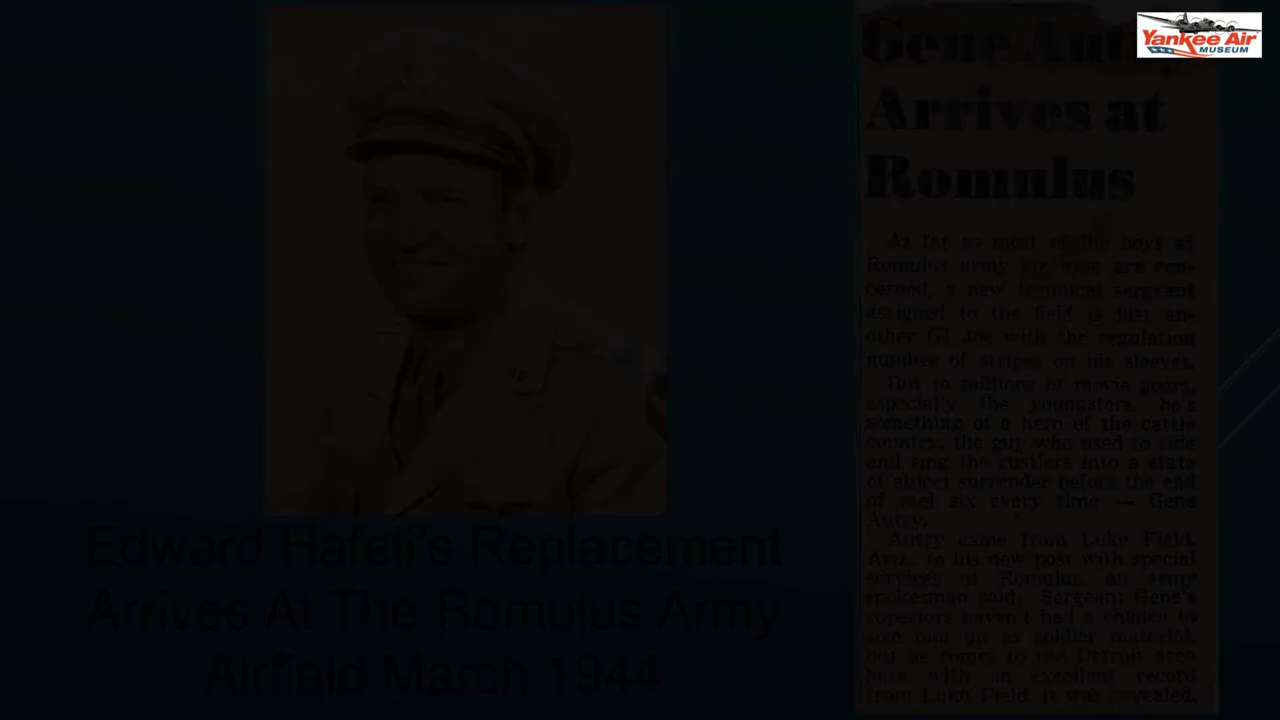 Yankee Air
MUSEUM
Gene Autry
Arrives at
Romulus
As far as most of the boys of
Romulus army air base are con-
cerned, a new technical sergeant
assigned to the field is just an-
other GI Joe with the regulation
number of stripes on his sleeves.
But to millions of movie goers,
especially the youngsters, he's
something of a hero of the cattle
country, the guy who used to ride
and sing the rustlers into a state
of abject surrender before the end
of reel six every time — Gene
Autry.
Autry came from Luke Field,
Ariz., to his new post with special
services at Romulus, an army
spokesman said. Sergeant Gene's
superiors haven't had a chance to
size him up as soldier material,
but he comes to the Detroit area
base with an excellent record
from Luke Field, it was revealed.
Edward Hafeli's Replacement
Arrives At The Romulus Army
Airfield March 1944